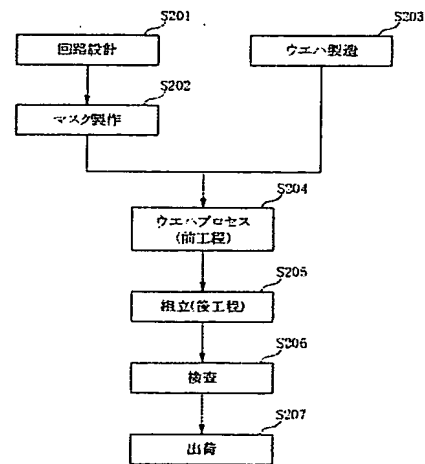 S201
回路設計
S203
ウエハ製造
S202
マスク製作
S204
ウエハプロセス
(前工程)
S205
組立(後工程)
S206
検査
S207
出荷